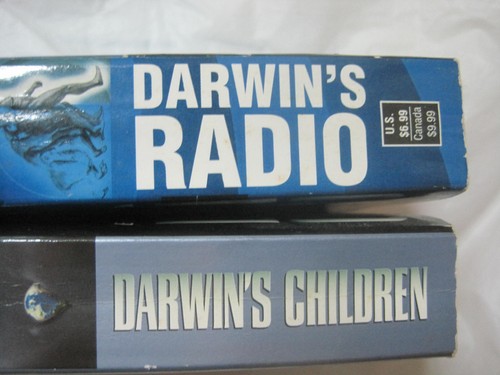 DARWIN'S
RADIO
U.S.
$6.99
Canada
$9.99
DARWIN'S CHILDREN